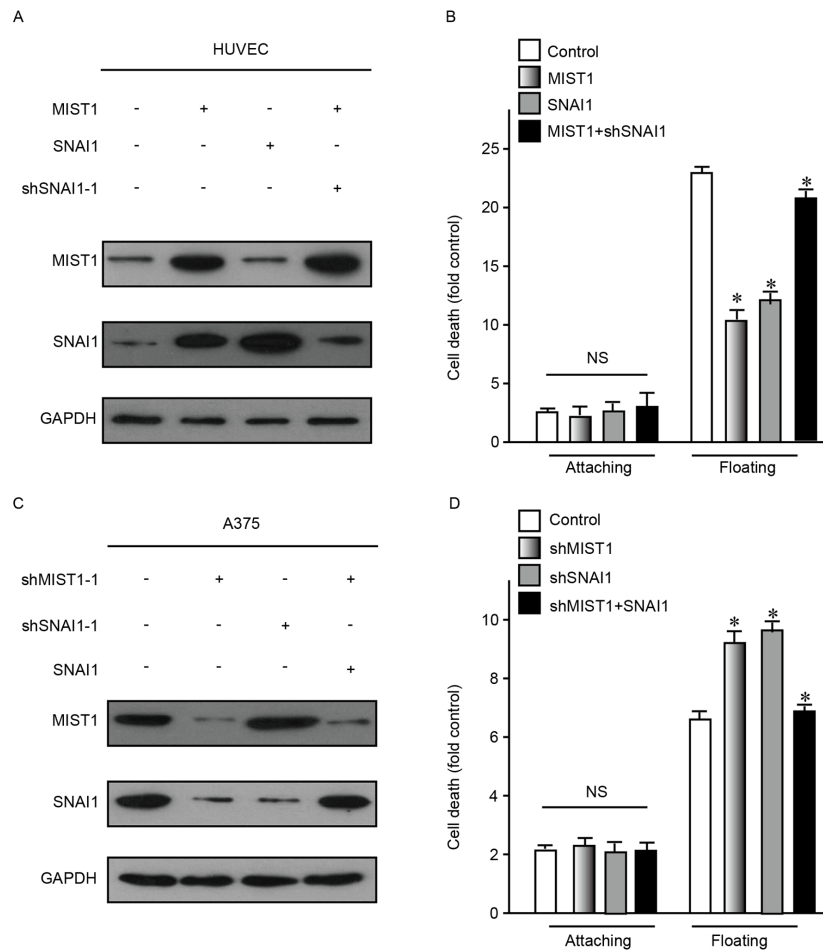 A
HUVEC
MIST1 - + - +
SNAI1 - - + -
shSNAI1-1 - - - +
MIST1
SNAI1
GAPDH
B
Control
MIST1
SNAI1
MIST1+shSNAI1
Cell death (fold control)
25
20
15
10
5
0
NS
* * *
Attaching Floating
C
A375
shMIST1-1 - + - +
shSNAI1-1 - - + -
SNAI1 - - - +
MIST1
SNAI1
GAPDH
D
Control
shMIST1
shSNAI1
shMIST1+SNAI1
Cell death (fold control)
10
8
6
4
2
0
NS
* * *
Attaching Floating